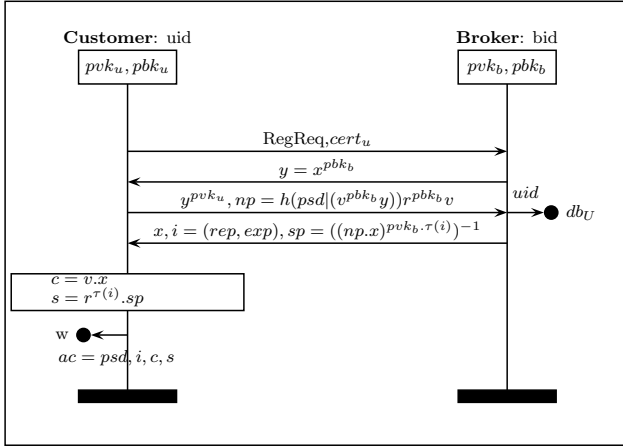 Customer: uid Broker: bid
pvk_u, pbk_u pvk_b, pbk_b
RegReq,cert_u
y = x^{pbk_b}
uid
y^{pvk_u}, np = h(psd|(v^{pbk_b}y))r^{pbk_b}v
db_U
x, i = (rep, exp), sp = ((np.x)^{pvk_b.τ(i)})^{-1}
c = v.x
s = r^{τ(i)}.sp
w
ac = psd, i, c, s